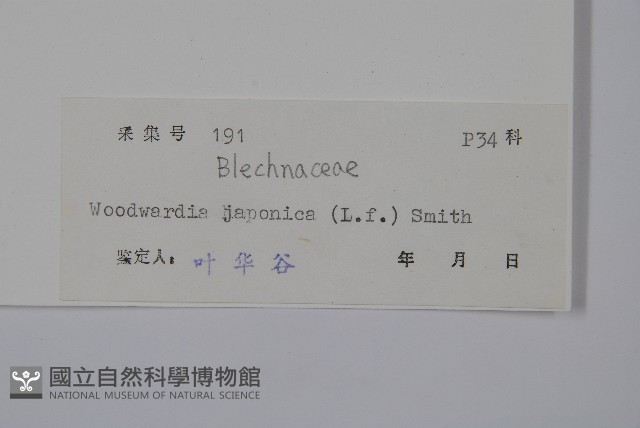 采集号 191 P34 科
Blechnaceae
Woodwardia japonica (L.f.) Smith
鉴定人: 叶华谷 年 月 日
國立自然科學博物館
NATIONAL MUSEUM OF NATURAL SCIENCE